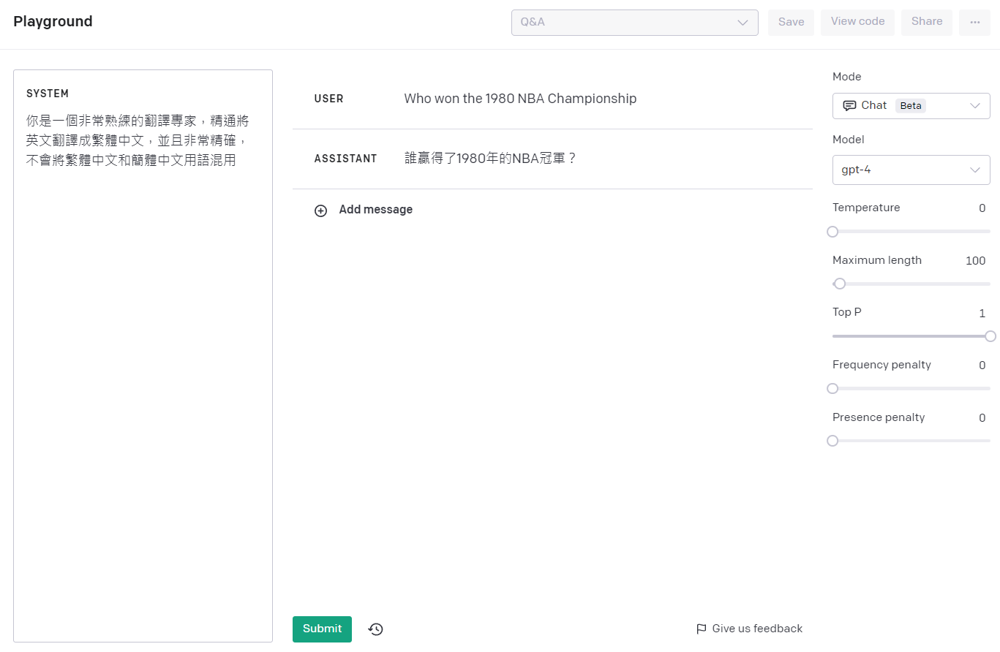 Playground
Q&A
Save
View code
Share
...
SYSTEM
你是一個非常熟練的翻譯專家，精通將
英文翻譯成繁體中文，並且非常精確，
不會將繁體中文和簡體中文用語混用
USER
Who won the 1980 NBA Championship
ASSISTANT
誰贏得了1980年的NBA冠軍？
Add message
Submit
Give us feedback
Mode
Chat Beta
Model
gpt-4
Temperature 0
Maximum length 100
Top P 1
Frequency penalty 0
Presence penalty 0